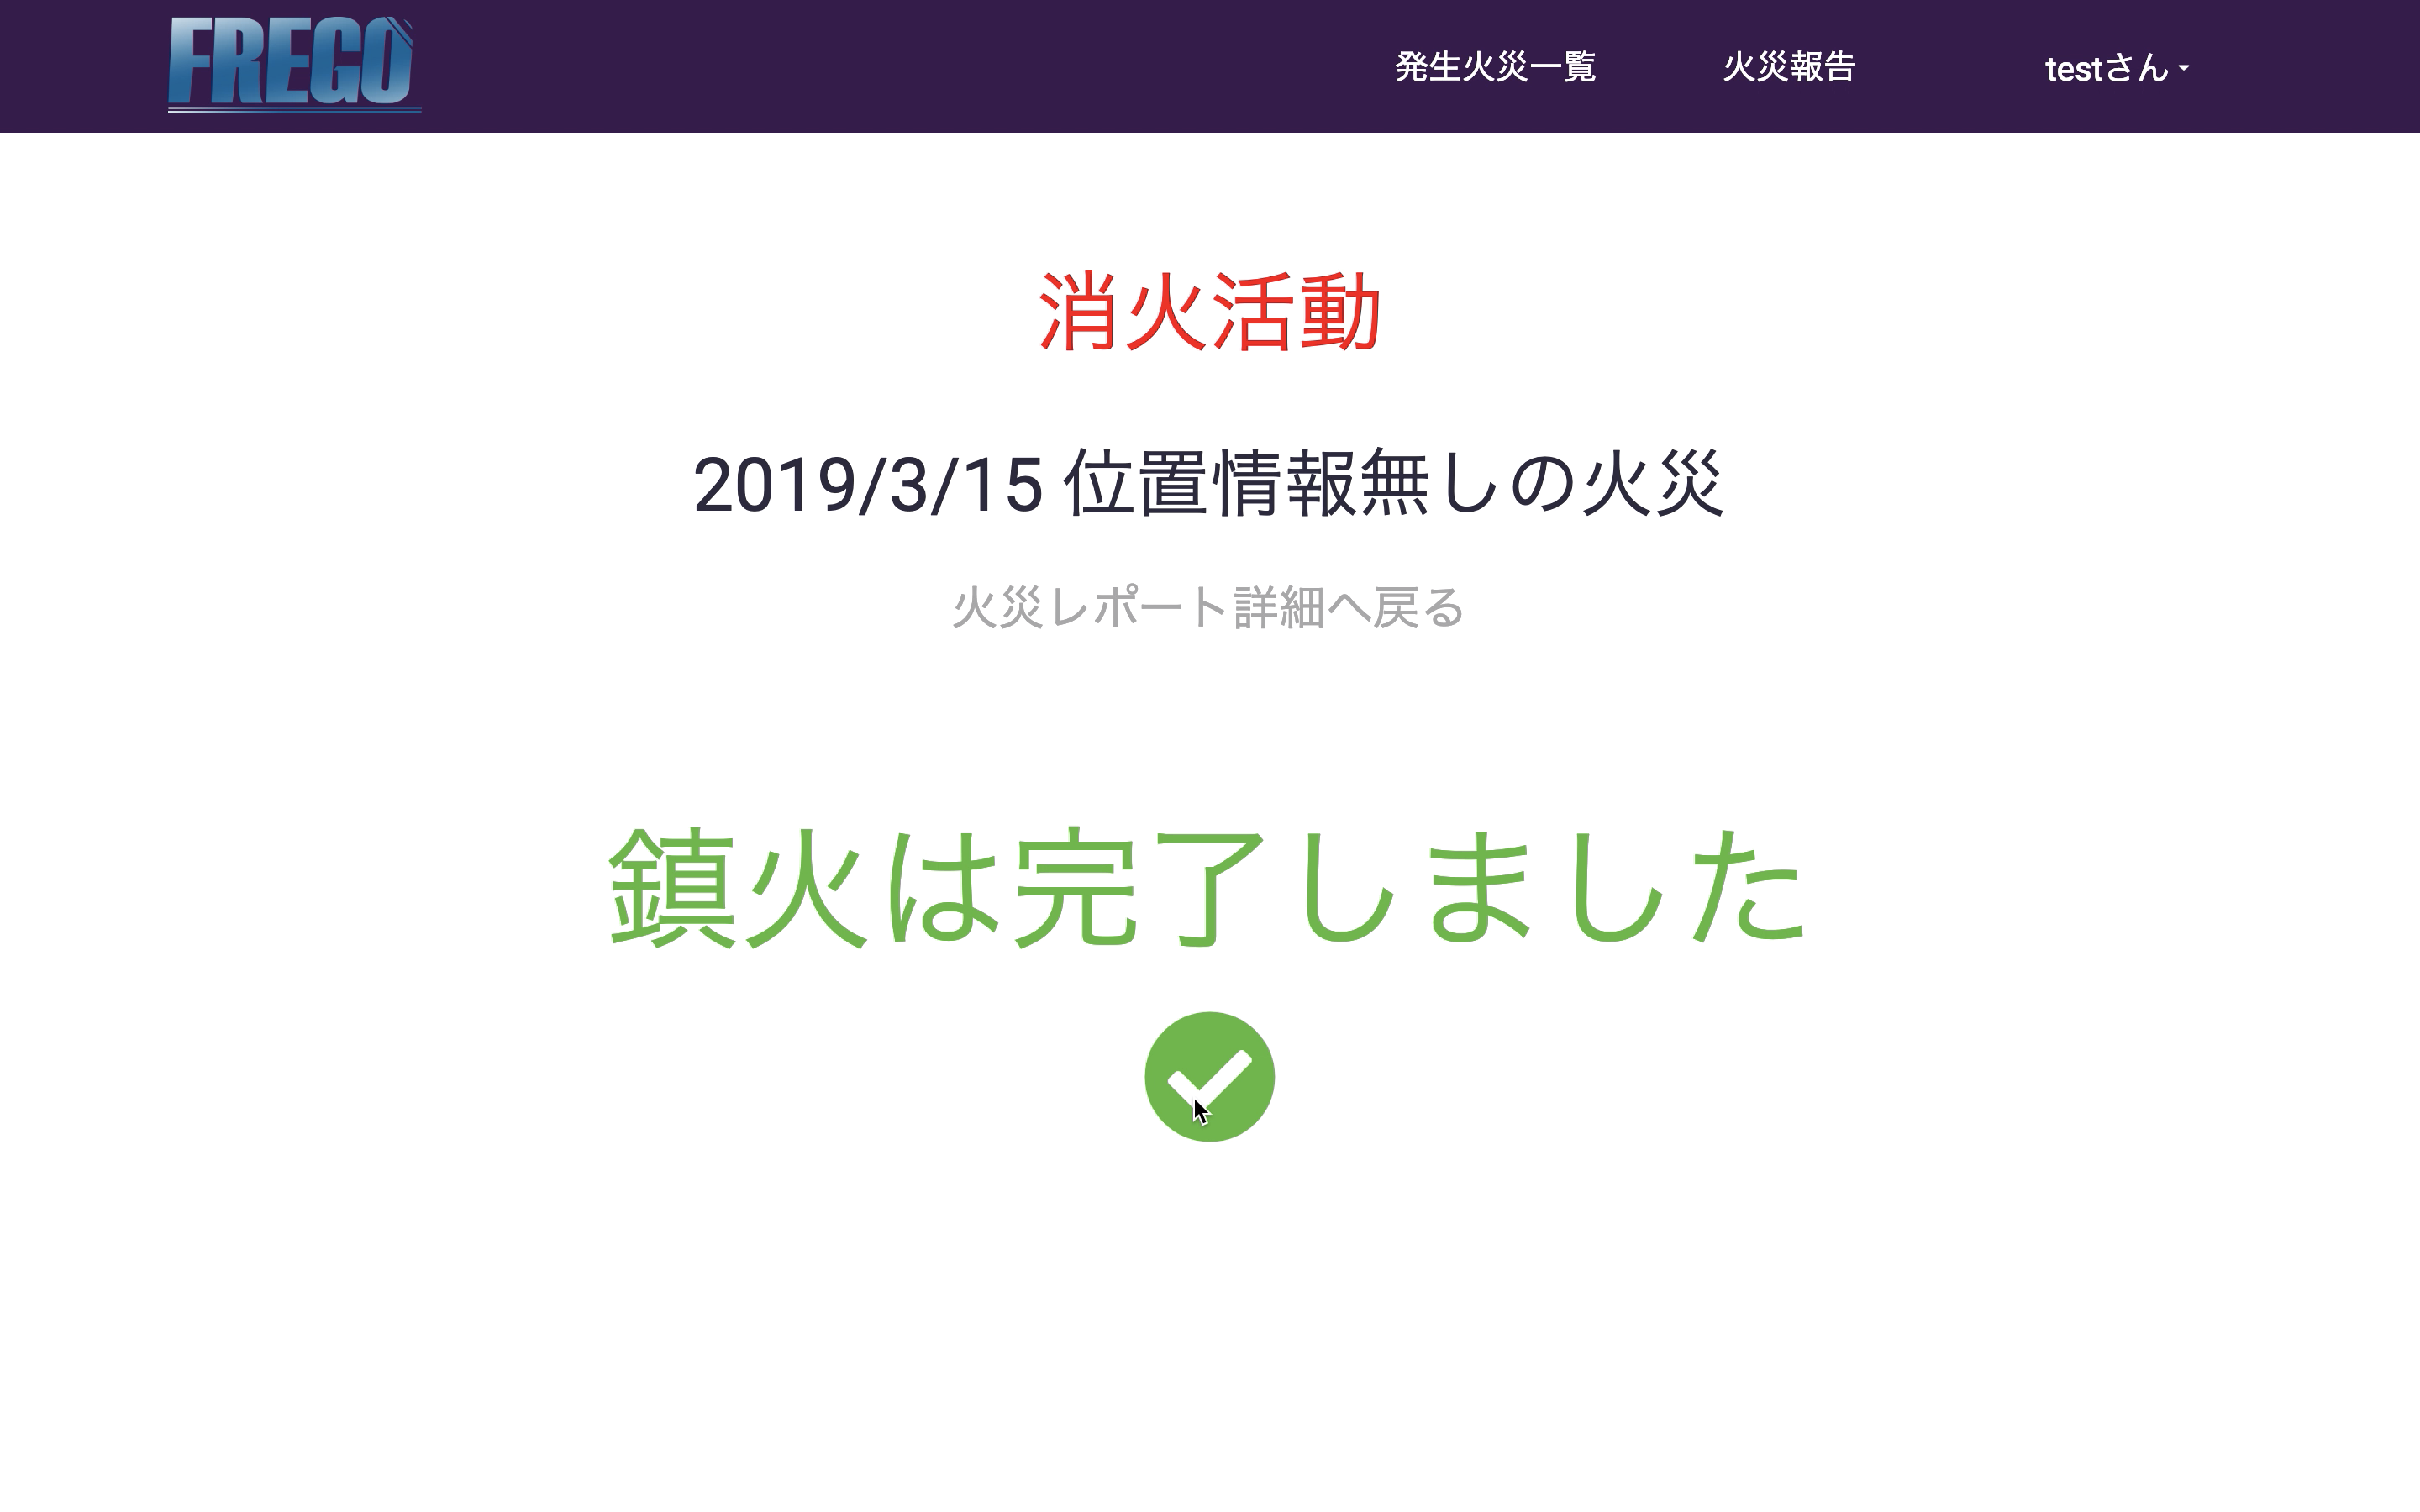 FREGO
発生火災一覧
火災報告
testさん
消火活動
2019/3/15 位置情報無しの火災
火災レポート詳細へ戻る
鎮火は完了しました